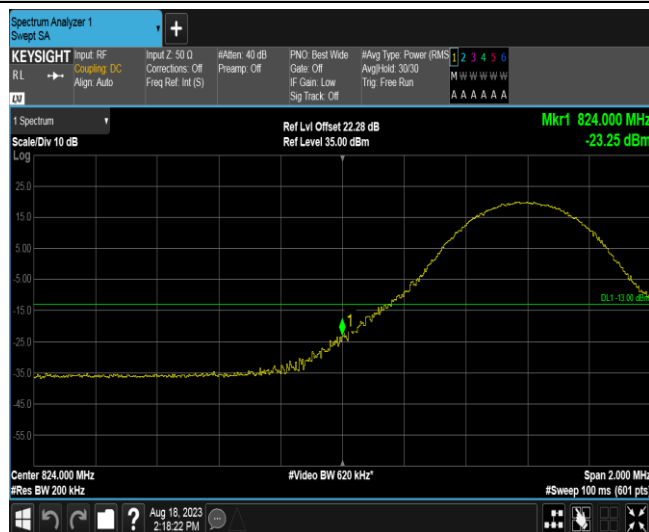 Spectrum Analyzer 1
Swept SA
KEYSIGHT
RL
LXI
Input: RF
Coupling: DC
Align: Auto
Input Z: 50 Ω
Corrections: Off
Freq Ref: Int (S)
#Atten: 40 dB
Preamp: Off
PNO: Best Wide
Gate: Off
IF Gain: Low
Sig Track: Off
#Avg Type: Power (RMS
Avg|Hold: 30/30
Trig: Free Run
1 2 3 4 5 6
M W W W W W
A A A A A A
1 Spectrum
Scale/Div 10 dB
Log
Ref Lvl Offset 22.28 dB
Ref Level 35.00 dBm
Mkr1 824.000 MHz
-23.25 dBm
25.0
15.0
5.00
-5.00
-15.0
-25.0
-35.0
-45.0
-55.0
DL1 -13.00 dBm
1
Center 824.000 MHz
#Res BW 200 kHz
#Video BW 620 kHz*
Span 2.000 MHz
#Sweep 100 ms (601 pts)
?
Aug 18, 2023
2:18:22 PM